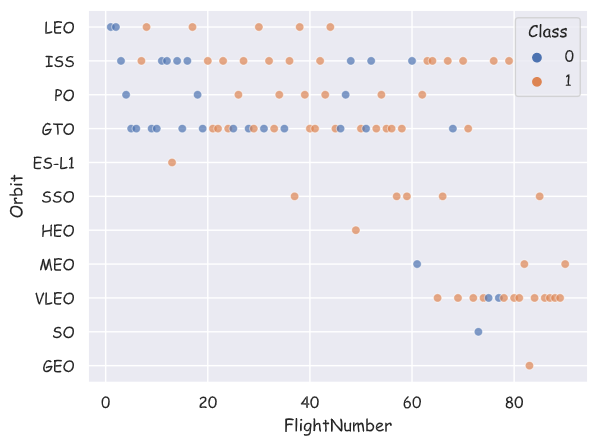 LEO
ISS
PO
GTO
ES-L1
SSO
HEO
MEO
VLEO
SO
GEO
Orbit
Class
0
1
0 20 40 60 80
FlightNumber